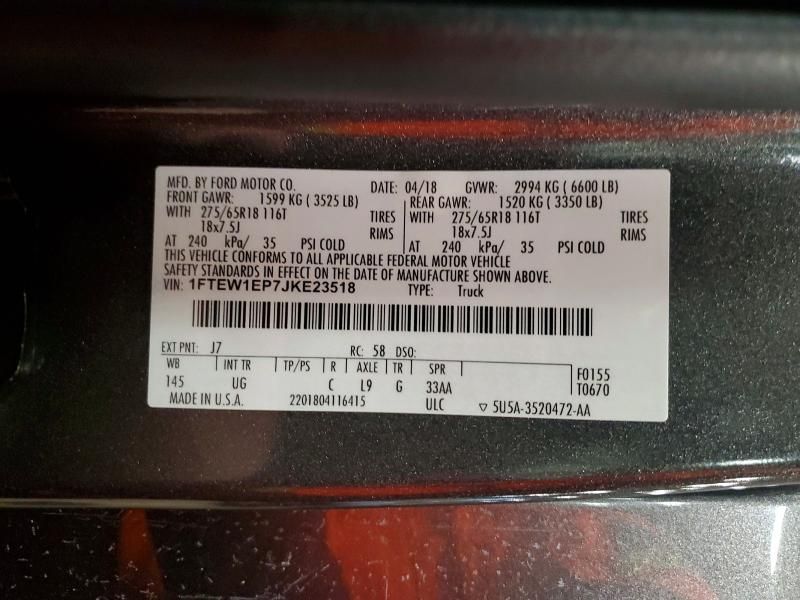 MFD. BY FORD MOTOR CO. DATE: 04/18 GVWR: 2994 KG ( 6600 LB)
FRONT GAWR: 1599 KG ( 3525 LB) REAR GAWR: 1520 KG ( 3350 LB)
WITH 275/65R18 116T TIRES WITH 275/65R18 116T TIRES
18x7.5J RIMS 18x7.5J RIMS
AT 240 kPa/ 35 PSI COLD AT 240 kPa/ 35 PSI COLD
THIS VEHICLE CONFORMS TO ALL APPLICABLE FEDERAL MOTOR VEHICLE
SAFETY STANDARDS IN EFFECT ON THE DATE OF MANUFACTURE SHOWN ABOVE.
VIN: 1FTEW1EP7JKE23518 TYPE: Truck
EXT PNT: J7 RC: 58 DSO:
WB INT TR TP/PS R AXLE TR SPR F0155
145 UG C L9 G 33AA T0670
MADE IN U.S.A. 2201804116415 ULC ▽ 5U5A-3520472-AA